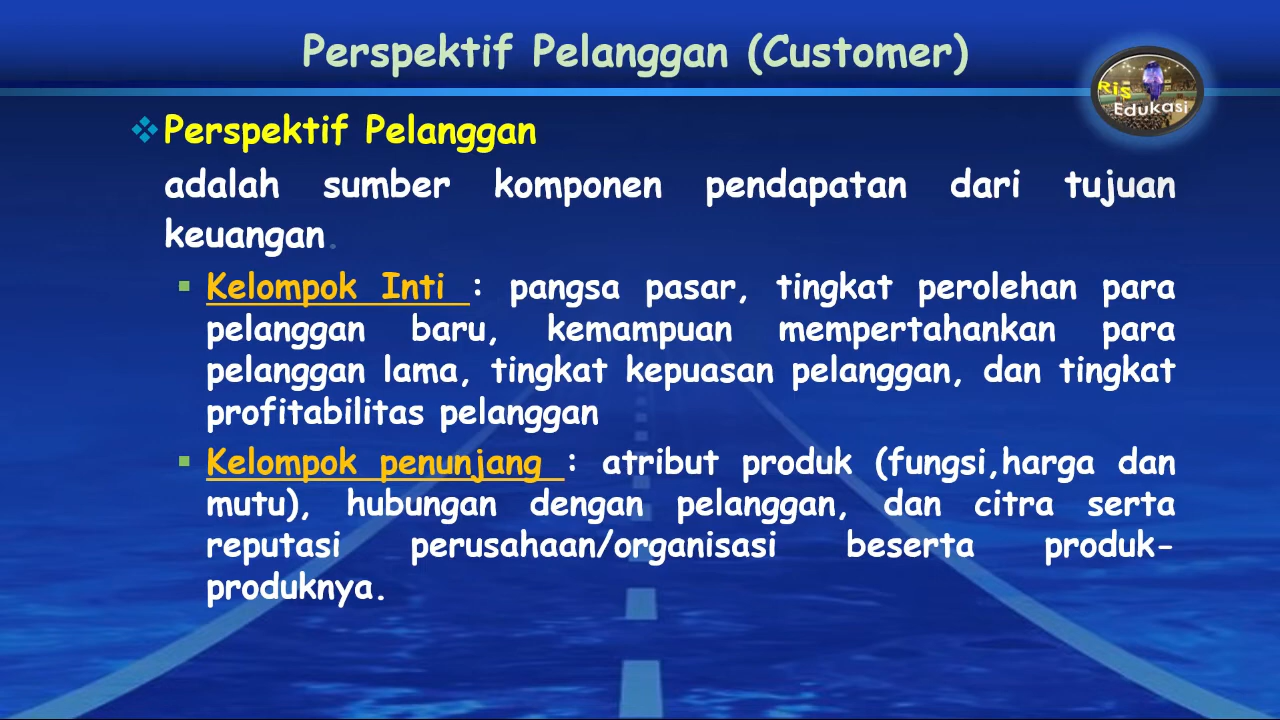 Perspektif Pelanggan (Customer)
Ris
Edukasi
Perspektif Pelanggan
adalah sumber komponen pendapatan dari tujuan
keuangan.
Kelompok Inti : pangsa pasar, tingkat perolehan para
pelanggan baru, kemampuan mempertahankan para
pelanggan lama, tingkat kepuasan pelanggan, dan tingkat
profitabilitas pelanggan
Kelompok penunjang : atribut produk (fungsi,harga dan
mutu), hubungan dengan pelanggan, dan citra serta
reputasi perusahaan/organisasi beserta produk-
produknya.